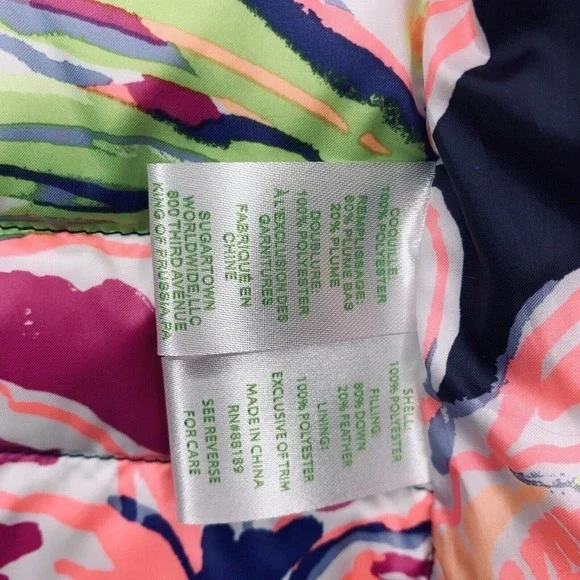 COQUILLE:
100% POLYESTER
REMPLISSAGE:
80% PLUME BAS
20% PLUME
DOUBLURE:
100% POLYESTER
À L'EXCLUSION DES
GARNITURES
FABRIQUÉ EN
CHINE
SUGARTOWN
WORLDWIDE, LLC
800 THIRD AVENUE
KING OF PRUSSIA, PA
SHELL:
100% POLYESTER
FILLING:
80% DOWN
20% FEATHER
LINING:
100% POLYESTER
EXCLUSIVE OF TRIM
MADE IN CHINA
RN#88189
SEE REVERSE
FOR CARE